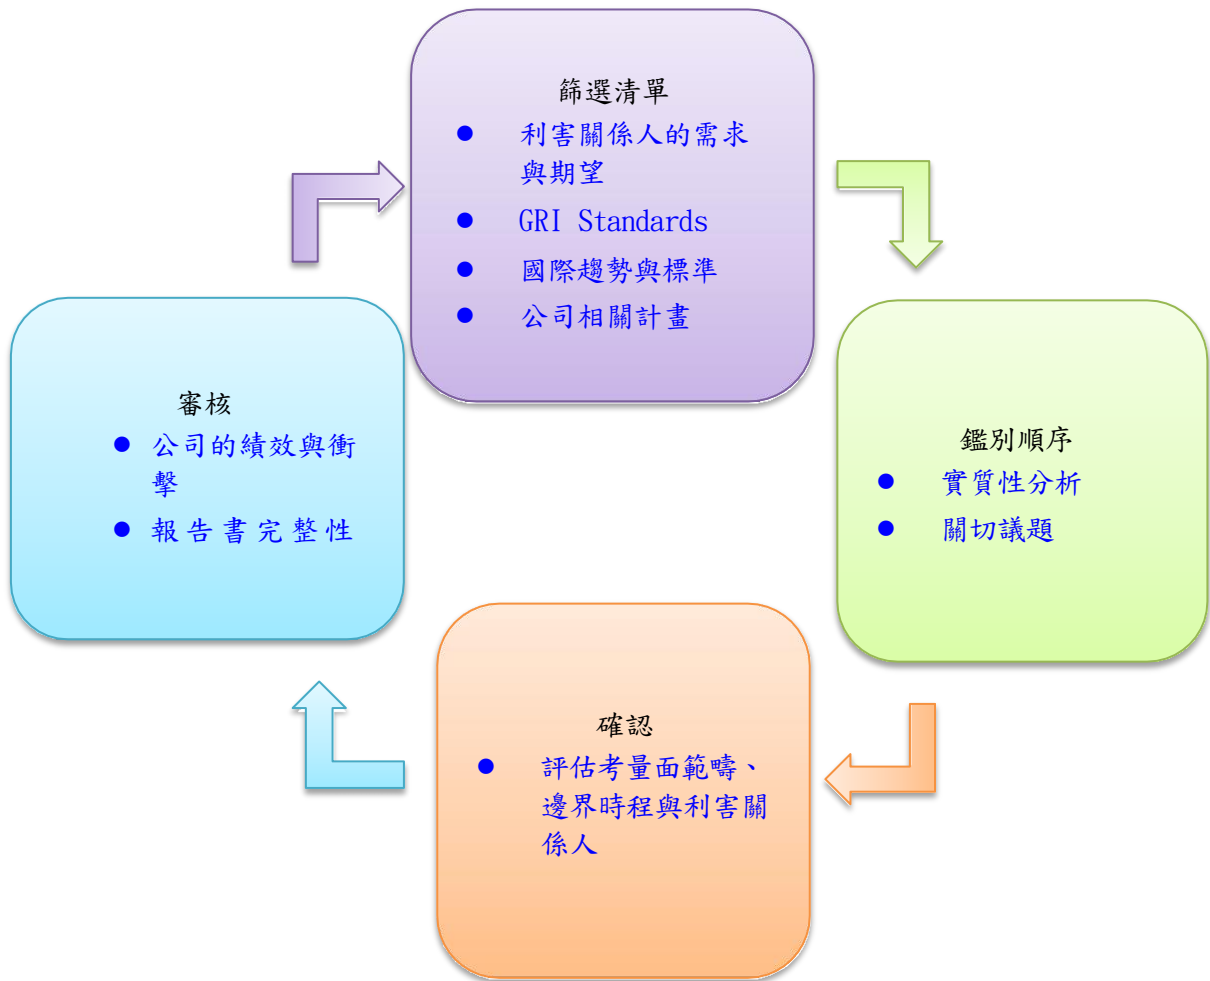 篩選清單
● 利害關係人的需求
與期望
● GRI Standards
● 國際趨勢與標準
● 公司相關計畫
鑑別順序
● 實質性分析
● 關切議題
確認
● 評估考量面範疇、
邊界時程與利害關
係人
審核
● 公司的績效與衝
擊
● 報告書完整性